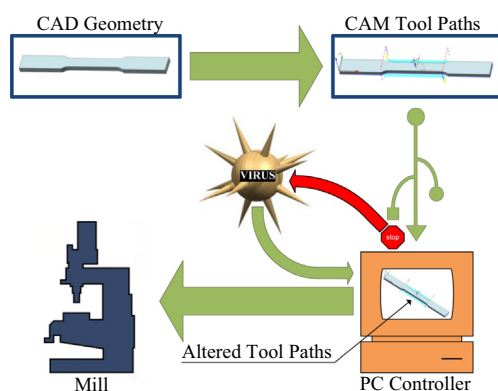 CAD Geometry
CAM Tool Paths
VIRUS
stop
Altered Tool Paths
Mill
PC Controller